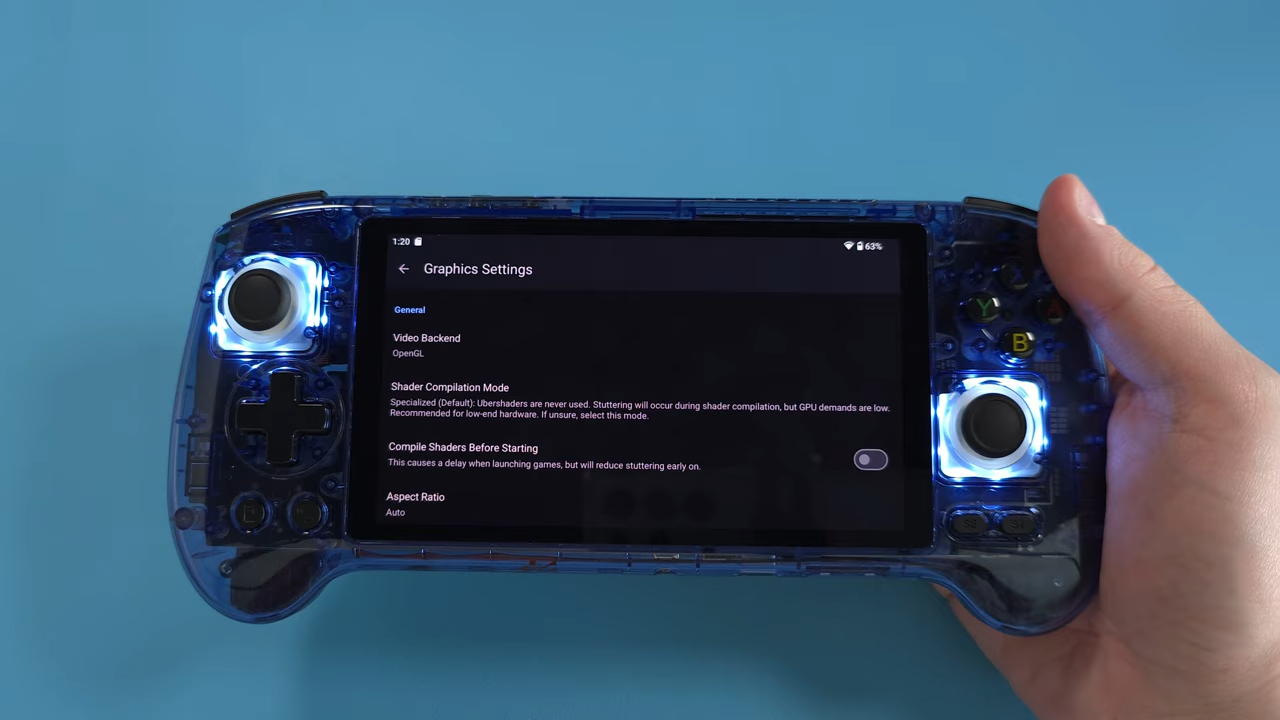 1:20
63%
Graphics Settings
General
Video Backend
OpenGL
Shader Compilation Mode
Specialized (Default): Ubershaders are never used. Stuttering will occur during shader compilation, but GPU demands are low.
Recommended for low-end hardware. If unsure, select this mode.
Compile Shaders Before Starting
This causes a delay when launching games, but will reduce stuttering early on.
Aspect Ratio
Auto
X
Y
A
B